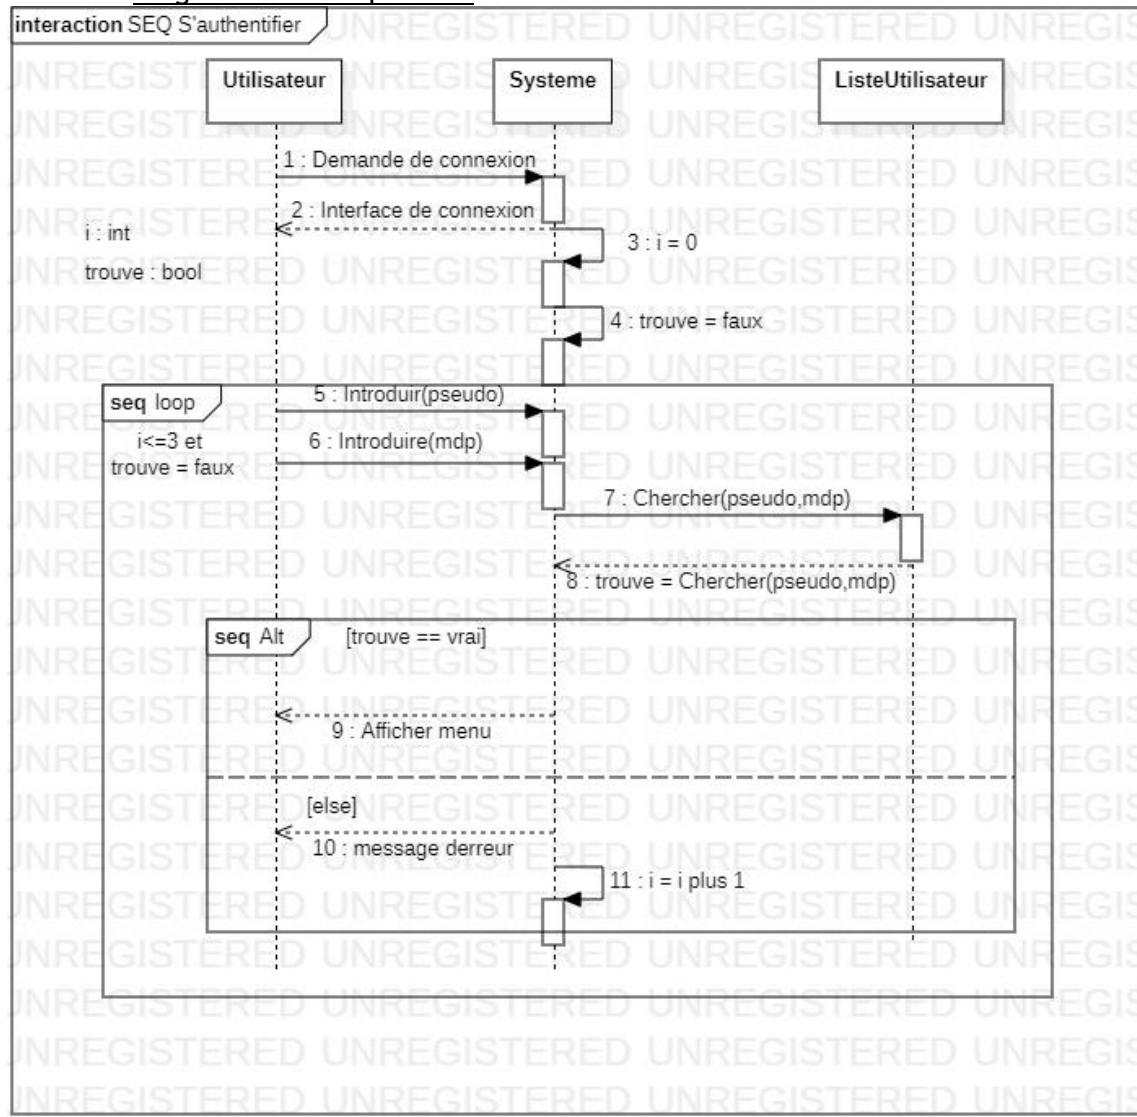 interaction SEQ S'authentifier
Utilisateur
Systeme
ListeUtilisateur
1 : Demande de connexion
2 : Interface de connexion
i : int
3 : i = 0
trouve : bool
4 : trouve = faux
seq loop
5 : Introduir(pseudo)
i<=3 et
trouve = faux
6 : Introduire(mdp)
7 : Chercher(pseudo,mdp)
8 : trouve = Chercher(pseudo,mdp)
seq Alt
[trouve == vrai]
9 : Afficher menu
[else]
10 : message derreur
11 : i = i plus 1
UNREGISTERED UNREGISTERED UNREGISTERED